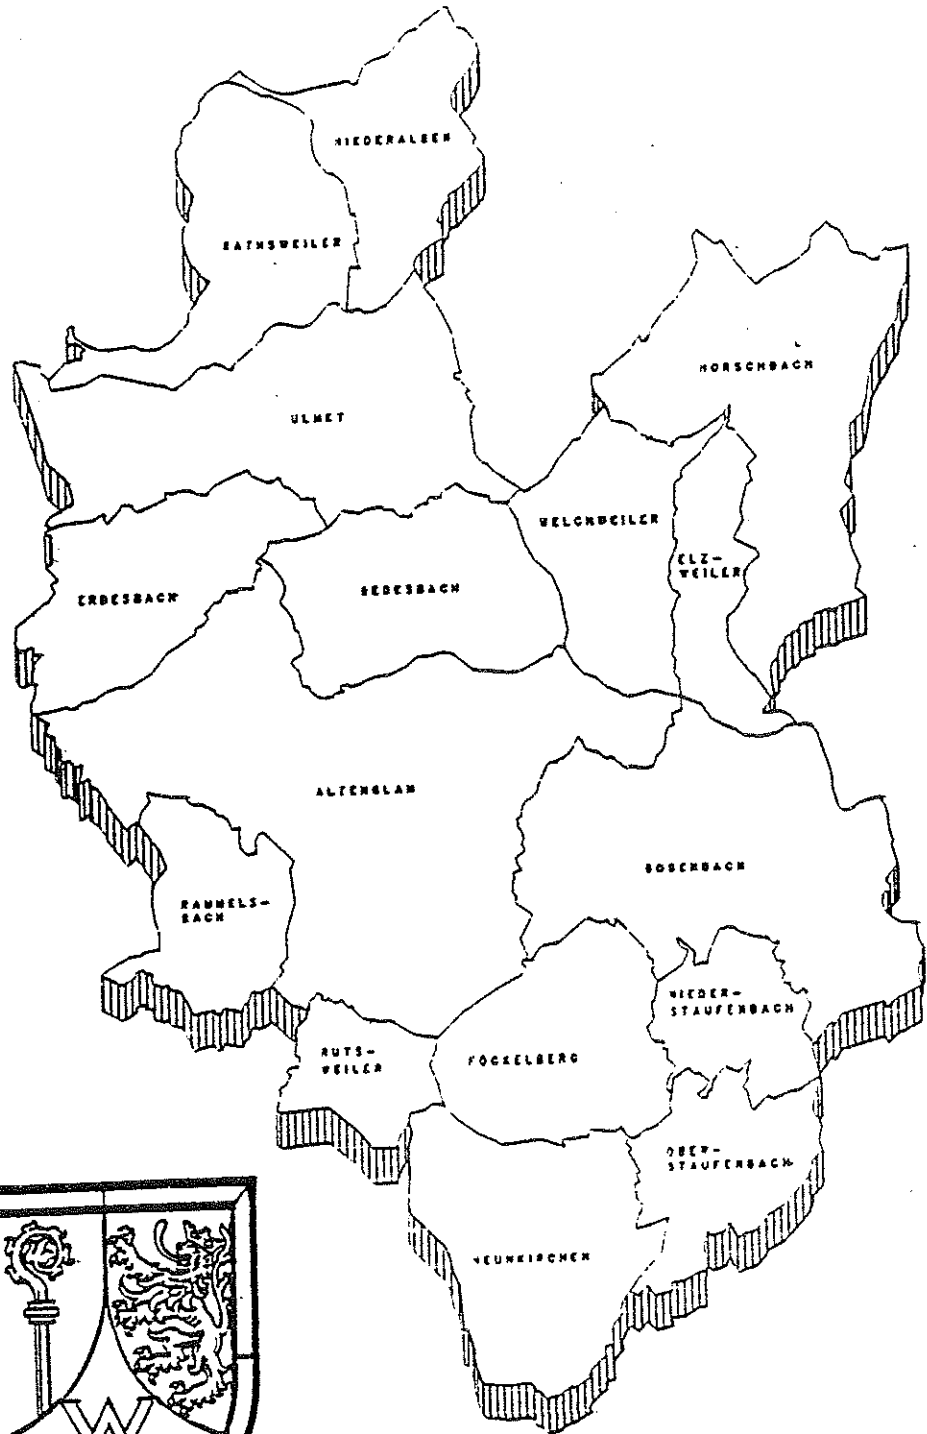 NIEDERALBEN
RATHSWEILER
HORSCHBACH
ULMET
WELCHWEILER
ELZ-
WEILER
ERDESBACH
BEDESBACH
ALTENGLAN
BOSENBACH
RAMMELS-
BACH
NIEDER-
STAUFENBACH
RUTS-
WEILER
FÖCKELBERG
OBER-
STAUFENBACH
NEUNKIRCHEN
W